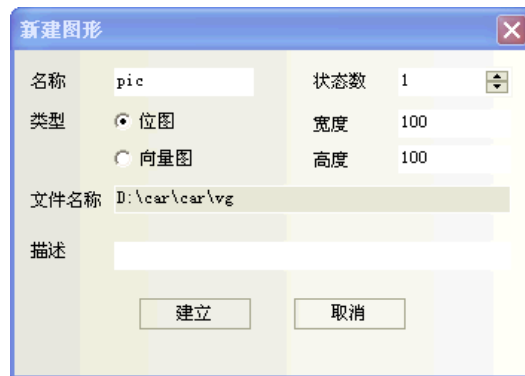 新建图形
名称 pic 状态数 1
类型 位图 宽度 100
向量图 高度 100
文件名称 D:\car\car\vg
描述
建立 取消